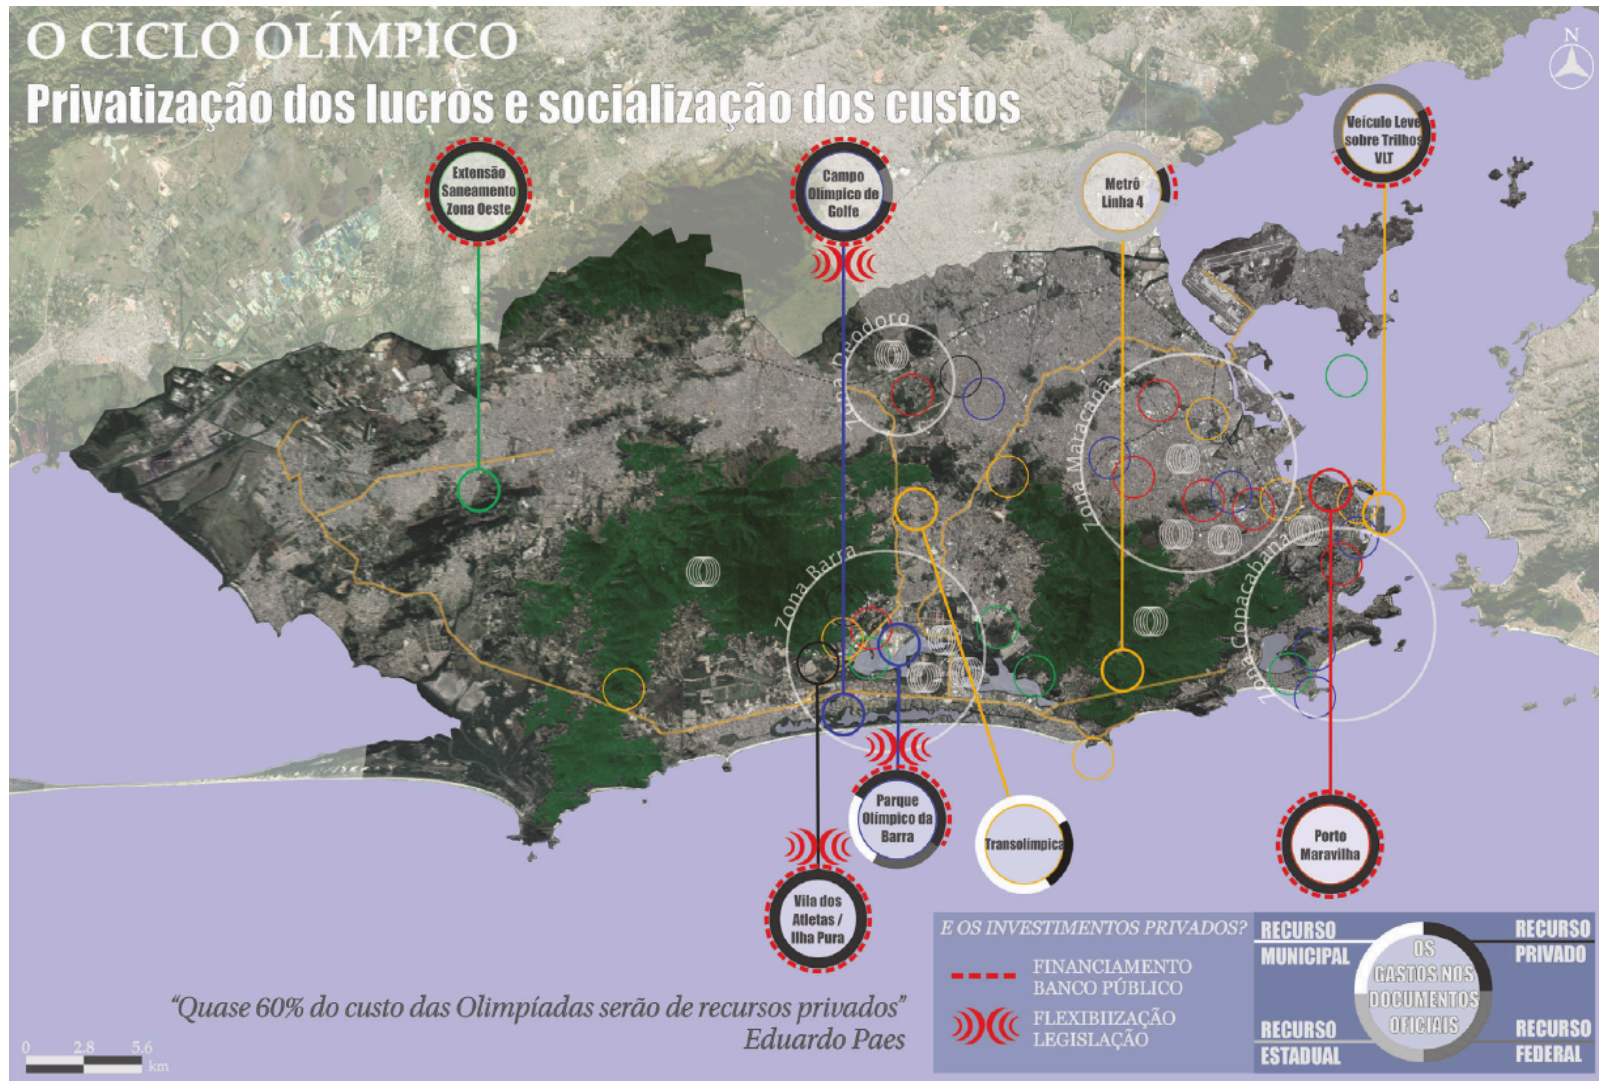 O CICLO OLÍMPICO
Privatização dos lucros e socialização dos custos
N
Extensão
Saneamento
Zona Oeste
Campo
Olímpico de
Golfe
Metrô
Linha 4
Veículo Leve
sobre Trilhos
VLT
Zona Deodoro
Zona Maracanã
Zona Barra
Zona Copacabana
Parque
Olímpico da
Barra
Transolímpica
Porto
Maravilha
Vila dos
Atletas /
Ilha Pura
"Quase 60% do custo das Olimpíadas serão de recursos privados"
Eduardo Paes
0 2.8 5.6
km
E OS INVESTIMENTOS PRIVADOS?
FINANCIAMENTO
BANCO PÚBLICO
FLEXIBIIZAÇÃO
LEGISLAÇÃO
RECURSO
MUNICIPAL
RECURSO
PRIVADO
OS
GASTOS NOS
DOCUMENTOS
OFICIAIS
RECURSO
ESTADUAL
RECURSO
FEDERAL